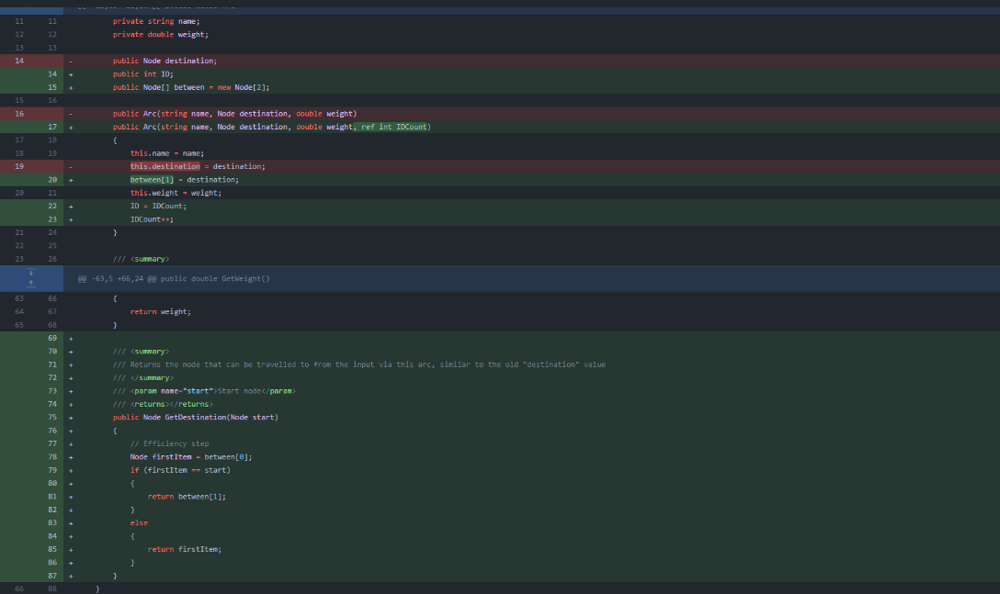 11 11 private string name;
12 12 private double weight;
13 13
14 - public Node destination;
14 + public int ID;
15 + public Node[] between = new Node[2];
15 16
16 - public Arc(string name, Node destination, double weight)
17 + public Arc(string name, Node destination, double weight, ref int IDCount)
17 18 {
18 19 this.name = name;
19 - this.destination = destination;
20 + between[1] = destination;
20 21 this.weight = weight;
22 + ID = IDCount;
23 + IDCount++;
21 24 }
22 25
23 26 /// <summary>
@@ -63,5 +66,24 @@ public double GetWeight()
63 66 {
64 67 return weight;
65 68 }
69 +
70 + /// <summary>
71 + /// Returns the node that can be travelled to from the input via this arc, similar to the old "destination" value
72 + /// </summary>
73 + /// <param name="start">Start node</param>
74 + /// <returns></returns>
75 + public Node GetDestination(Node start)
76 + {
77 + // Efficiency step
78 + Node firstItem = between[0];
79 + if (firstItem == start)
80 + {
81 + return between[1];
82 + }
83 + else
84 + {
85 + return firstItem;
86 + }
87 + }
66 88 }